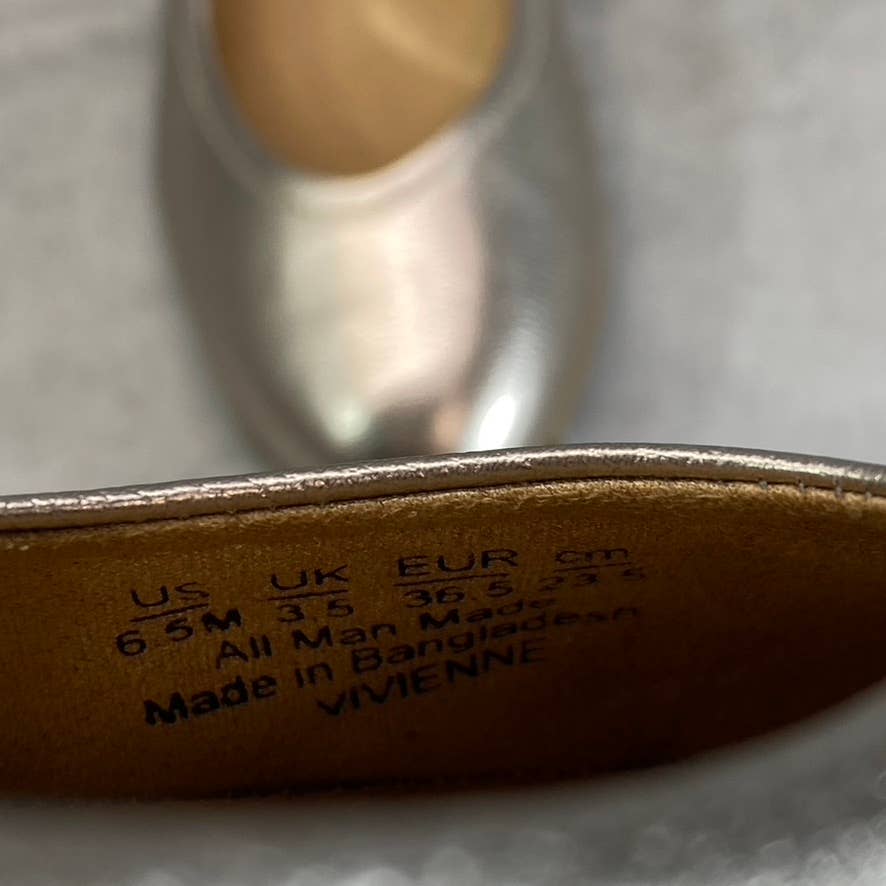 US UK EUR cm
6.5M 3.5 36.5 23.5
All Man Made
Made in Bangladesh
VIVIENNE